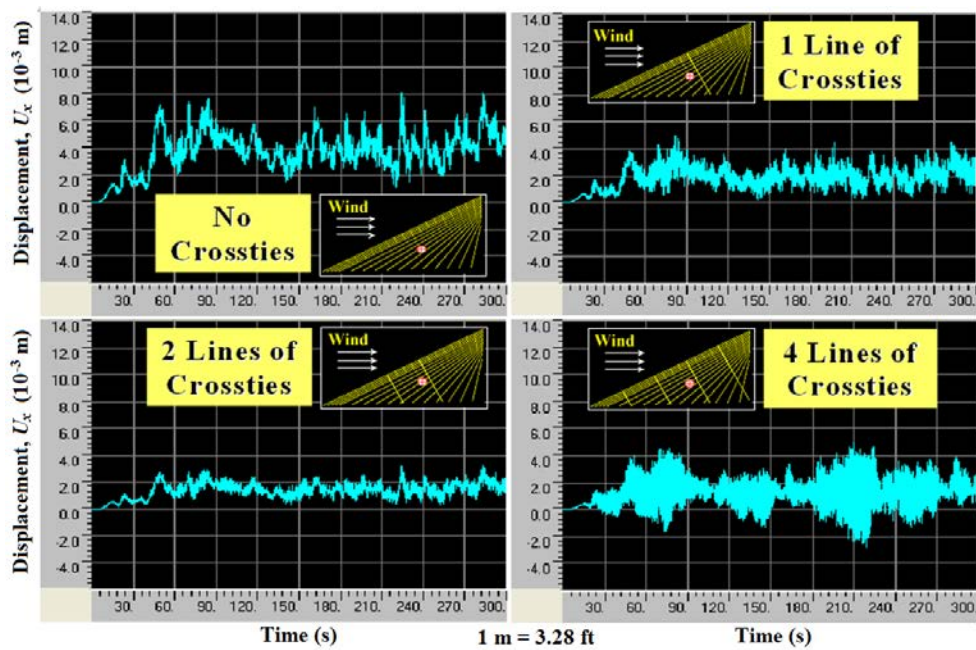 Displacement, Ux (10⁻³ m)
14.0
12.0
10.0
8.0
6.0
4.0
2.0
0.0
-2.0
-4.0
No
Crossties
Wind
30. 60. 90. 120. 150. 180. 210. 240. 270. 300.
14.0
12.0
10.0
8.0
6.0
4.0
2.0
0.0
-2.0
-4.0
Wind
1 Line of
Crossties
30. 60. 90. 120. 150. 180. 210. 240. 270. 300.
Displacement, Ux (10⁻³ m)
14.0
12.0
10.0
8.0
6.0
4.0
2.0
0.0
-2.0
-4.0
2 Lines of
Crossties
Wind
30. 60. 90. 120. 150. 180. 210. 240. 270. 300.
14.0
12.0
10.0
8.0
6.0
4.0
2.0
0.0
-2.0
-4.0
Wind
4 Lines of
Crossties
30. 60. 90. 120. 150. 180. 210. 240. 270. 300.
Time (s)
1 m = 3.28 ft
Time (s)